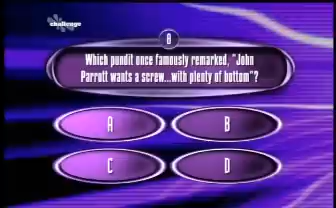 challenge
8
Which pundit once famously remarked, "John
Parrott wants a screw...with plenty of bottom"?
A
B
C
D